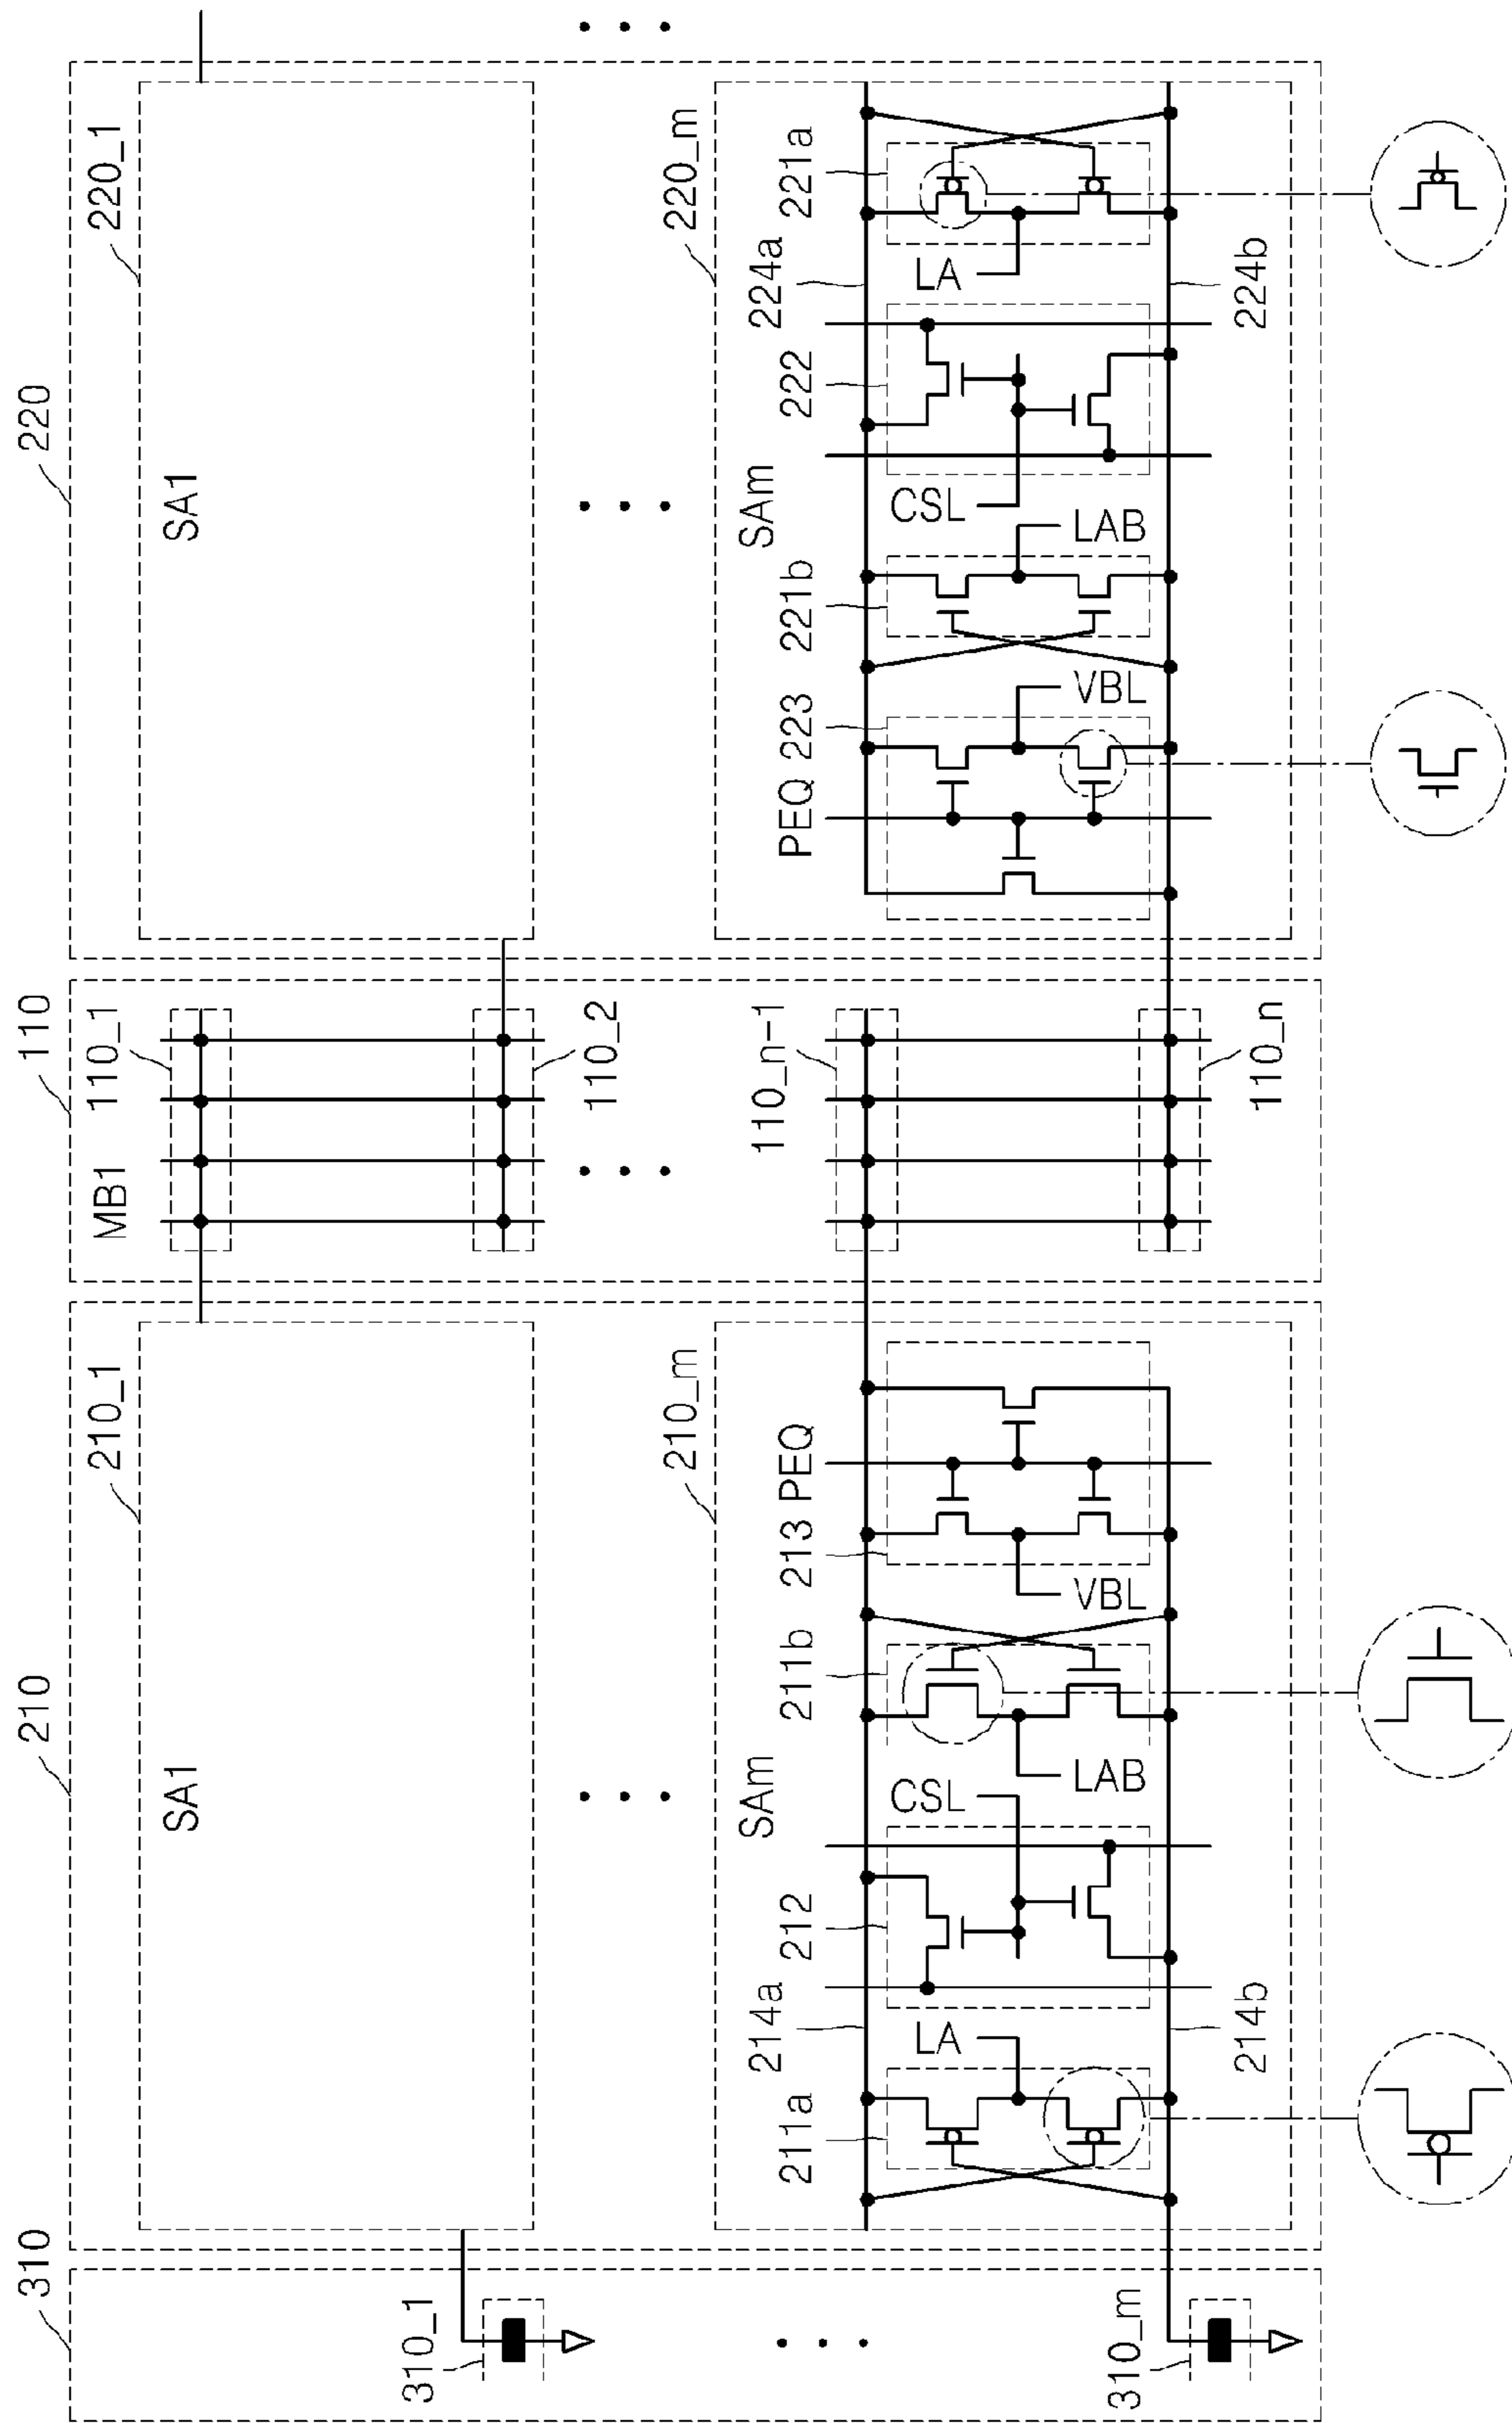 310
210
110
220
310_1
310_m
210_1
SA1
210_m
SAm
211a
214a
212
211b
213
PEQ
LA
CSL
LAB
VBL
214b
MB1
110_1
110_2
110_n-1
110_n
220_1
SA1
220_m
SAm
PEQ
223
221b
222
224a
221a
VBL
LAB
CSL
LA
224b